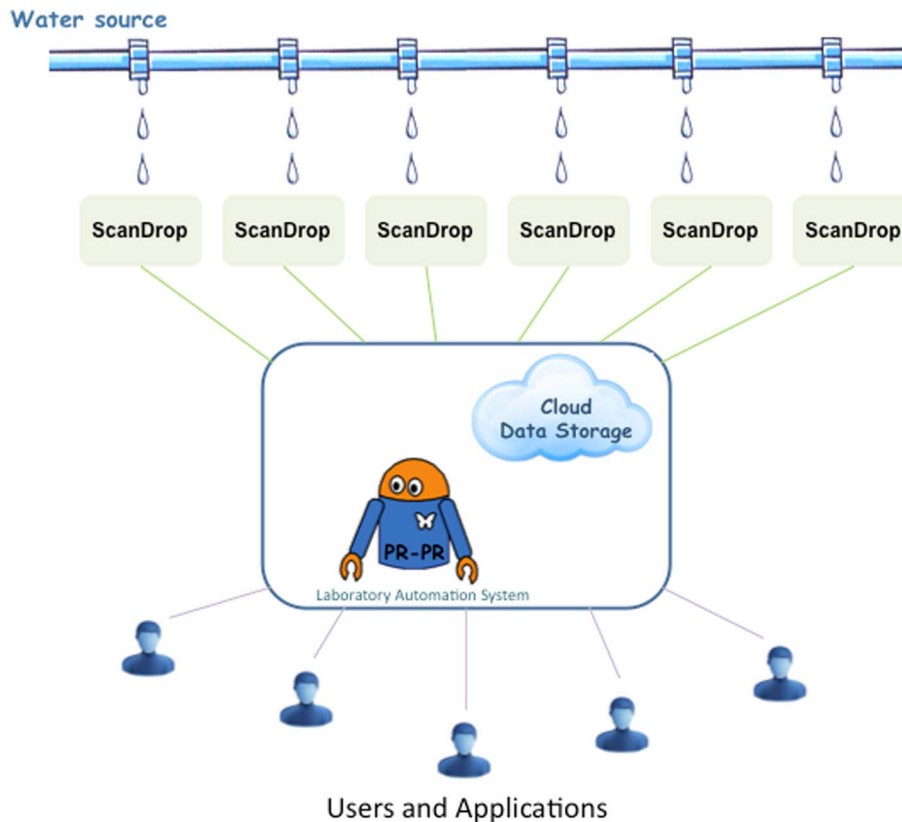 Water source
ScanDrop ScanDrop ScanDrop ScanDrop ScanDrop ScanDrop
Cloud
Data Storage
PR-PR
Laboratory Automation System
Users and Applications